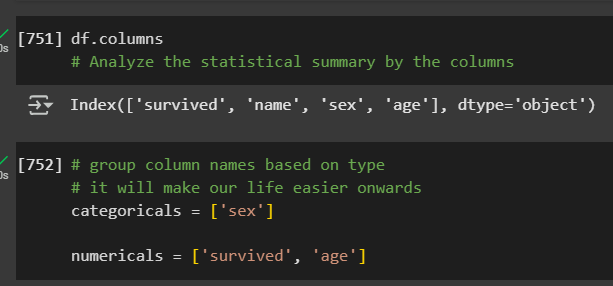 [751] df.columns
0s
# Analyze the statistical summary by the columns
Index(['survived', 'name', 'sex', 'age'], dtype='object')
[752] # group column names based on type
0s
# it will make our life easier onwards
categoricals = ['sex']
numericals = ['survived', 'age']